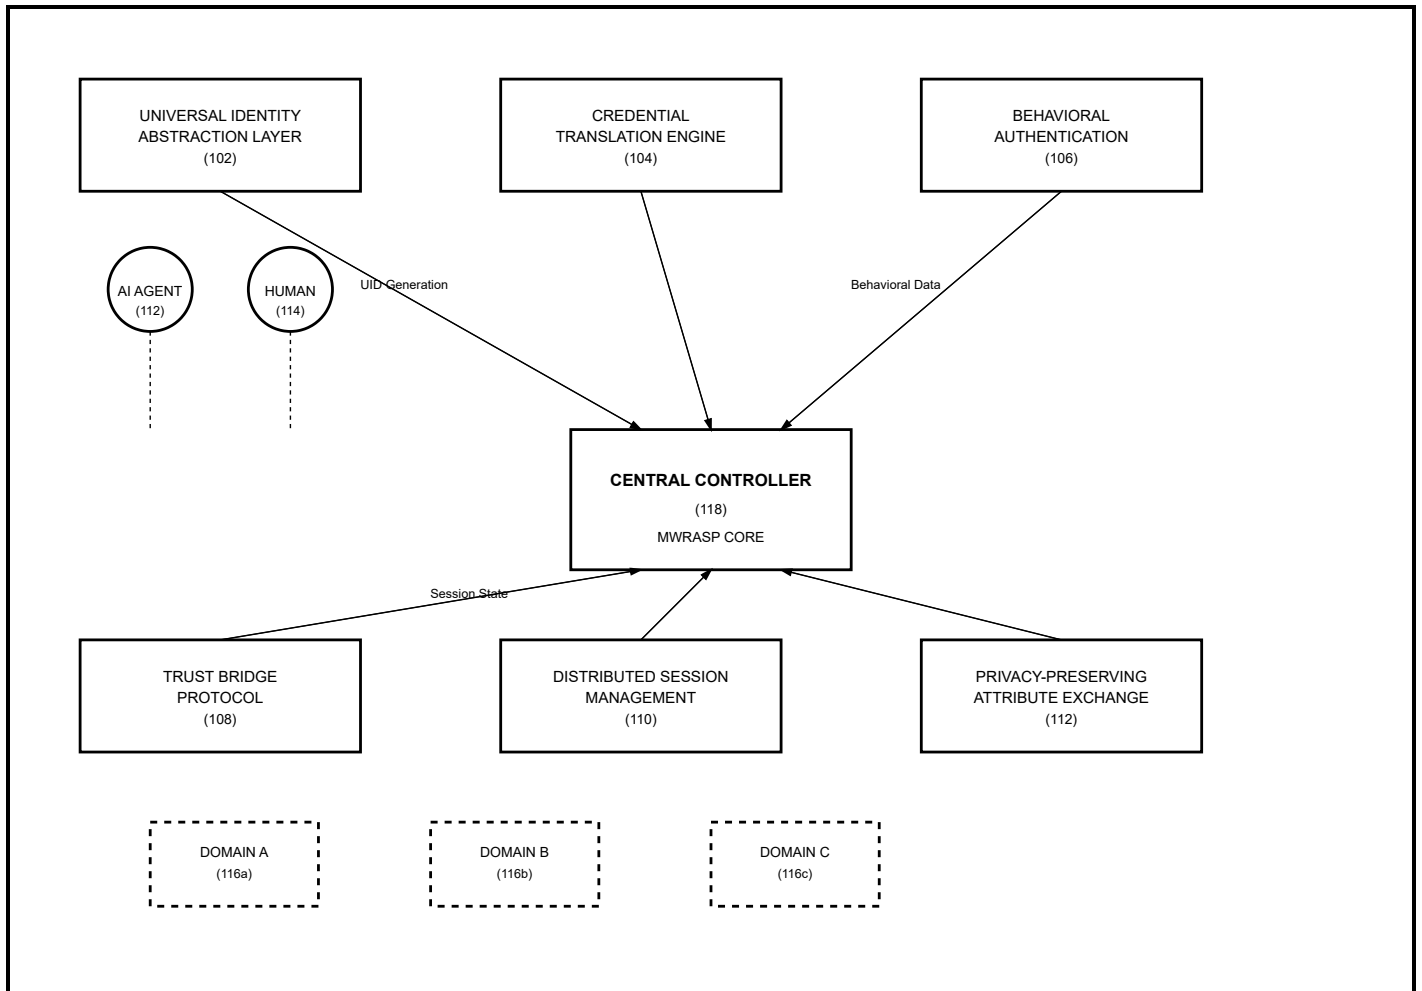 UNIVERSAL IDENTITY
ABSTRACTION LAYER
(102)
CREDENTIAL
TRANSLATION ENGINE
(104)
BEHAVIORAL
AUTHENTICATION
(106)
AI AGENT
(112)
HUMAN
(114)
UID Generation
Behavioral Data
CENTRAL CONTROLLER
(118)
MWRASP CORE
Session State
TRUST BRIDGE
PROTOCOL
(108)
DISTRIBUTED SESSION
MANAGEMENT
(110)
PRIVACY-PRESERVING
ATTRIBUTE EXCHANGE
(112)
DOMAIN A
(116a)
DOMAIN B
(116b)
DOMAIN C
(116c)